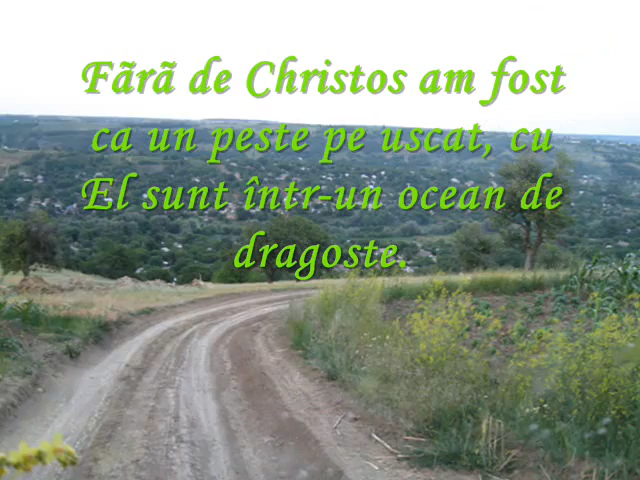 Fãrã de Christos am fost
ca un peste pe uscat, cu
El sunt într-un ocean de
dragoste.